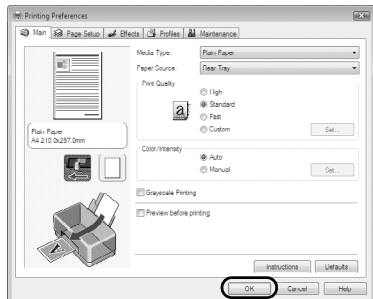 Printing Preferences
Main Page Setup Effects Profiles Maintenance
Media Type: Plain Paper
Paper Source: Rear Tray
Print Quality
High
Standard
Fast
Custom Set...
Plain Paper
A4 210.0x297.0mm
Color/Intensity
Auto
Manual Set...
Grayscale Printing
Preview before printing
Instructions Defaults
OK Cancel Help